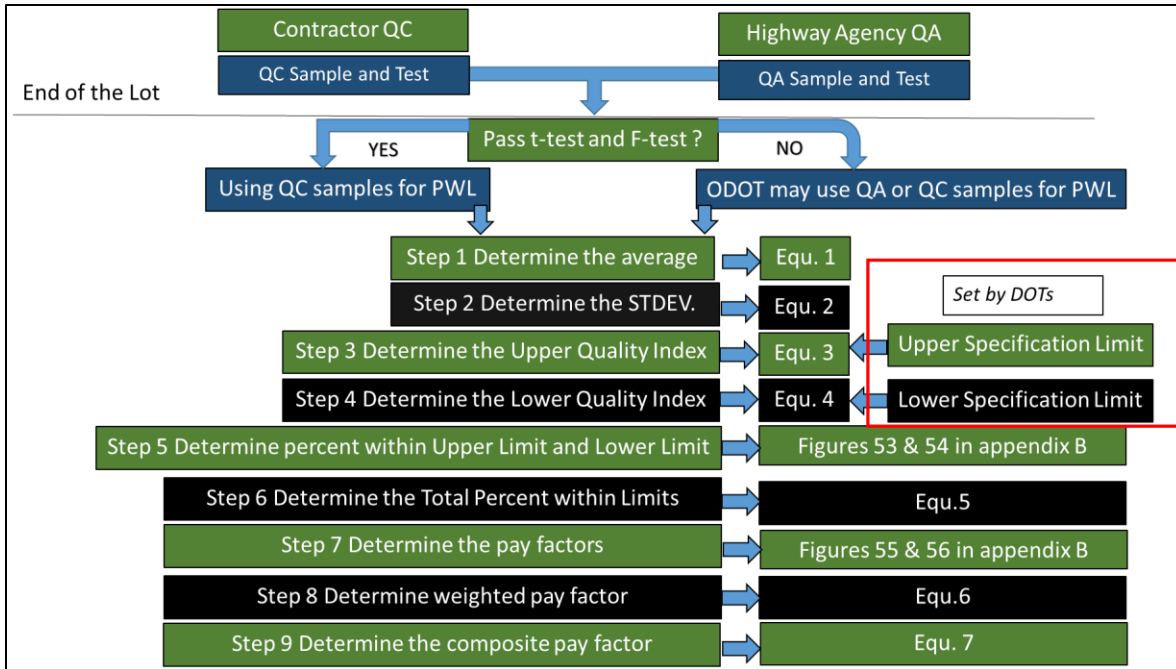 Contractor QC
Highway Agency QA
QC Sample and Test
QA Sample and Test
End of the Lot
Pass t-test and F-test ?
YES
NO
Using QC samples for PWL
ODOT may use QA or QC samples for PWL
Step 1 Determine the average
Equ. 1
Set by DOTs
Step 2 Determine the STDEV.
Equ. 2
Step 3 Determine the Upper Quality Index
Equ. 3
Upper Specification Limit
Step 4 Determine the Lower Quality Index
Equ. 4
Lower Specification Limit
Step 5 Determine percent within Upper Limit and Lower Limit
Figures 53 & 54 in appendix B
Step 6 Determine the Total Percent within Limits
Equ.5
Step 7 Determine the pay factors
Figures 55 & 56 in appendix B
Step 8 Determine weighted pay factor
Equ.6
Step 9 Determine the composite pay factor
Equ. 7